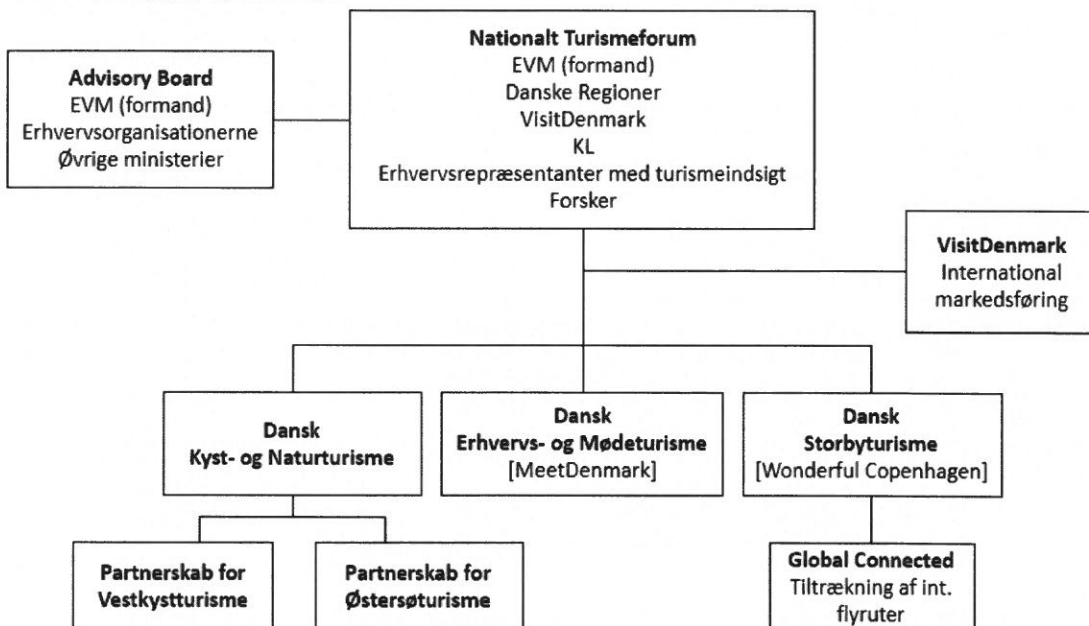 Nationalt Turismeforum
EVM (formand)
Danske Regioner
VisitDenmark
KL
Erhvervsrepræsentanter med turismeindsigt
Forsker
Advisory Board
EVM (formand)
Erhvervsorganisationerne
Øvrige ministerier
VisitDenmark
International
markedsføring
Dansk
Kyst- og Naturturisme
Dansk
Erhvervs- og Mødeturisme
[MeetDenmark]
Dansk
Storbyturisme
[Wonderful Copenhagen]
Partnerskab for
Vestkystturisme
Partnerskab for
Østersøturisme
Global Connected
Tiltrækning af int.
flyruter